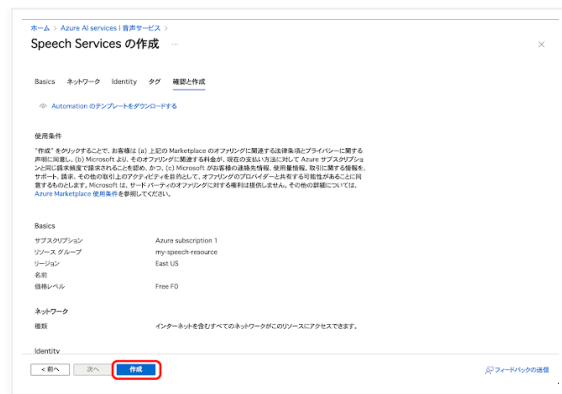 ホーム > Azure AI services | 音声サービス >
Speech Services の作成 …
Basics ネットワーク Identity タグ 確認と作成
Automation のテンプレートをダウンロードする
使用条件
"作成" をクリックすることで、お客様は (a) 上記の Marketplace のオファリングに関連する法律条項とプライバシーに関する
声明に同意し、(b) Microsoft より、そのオファリングに関連する料金が、現在の支払い方法に対して Azure サブスクリプショ
ンと同じ請求頻度で請求されることを認め、かつ、(c) Microsoft がお客様の連絡先情報、使用量情報、取引に関する情報を、
サポート、請求、その他の取引上のアクティビティを目的として、オファリングのプロバイダーと共有する可能性があることに同
意するものとします。Microsoft は、サード パーティのオファリングに対する権利は提供しません。その他の詳細については、
Azure Marketplace 使用条件を参照してください。
Basics
サブスクリプション Azure subscription 1
リソース グループ my-speech-resource
リージョン East US
名前
価格レベル Free F0
ネットワーク
種類 インターネットを含むすべてのネットワークがこのリソースにアクセスできます。
Identity
< 前へ 次へ 作成 フィードバックの送信